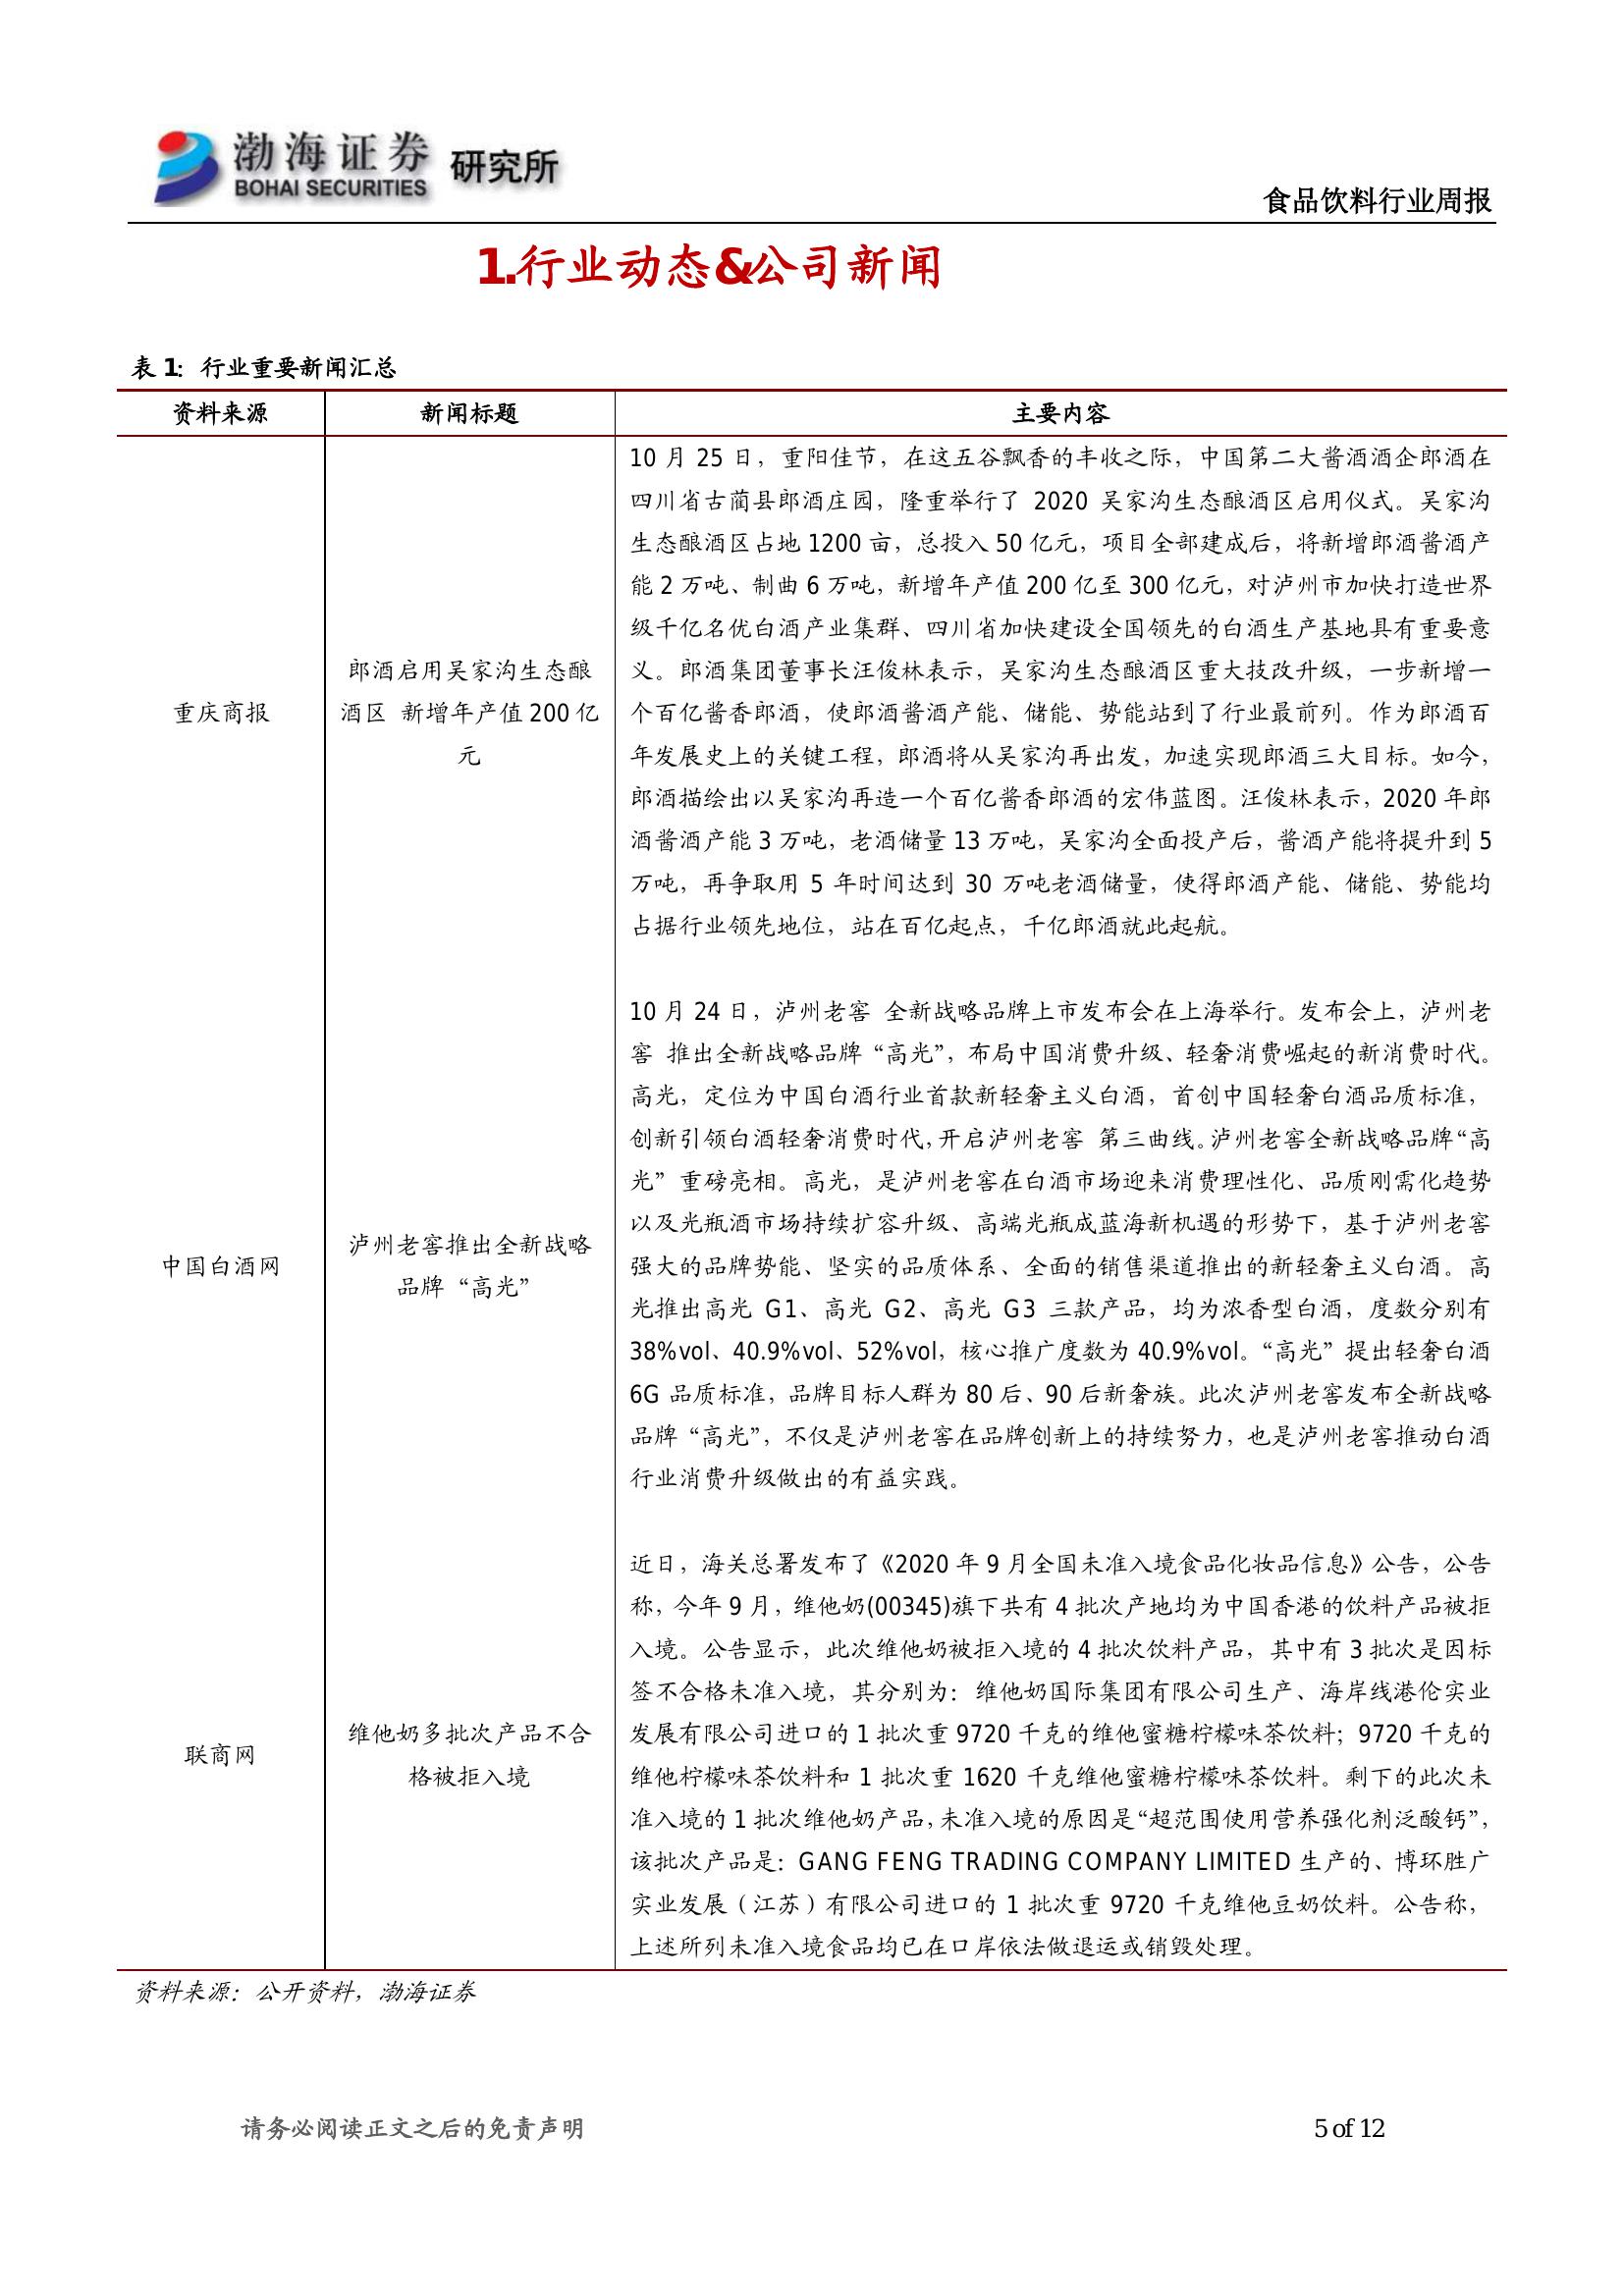 渤海证券 研究所
BOHAI SECURITIES
食品饮料行业周报
1.行业动态&公司新闻
表 1：行业重要新闻汇总
资料来源 新闻标题 主要内容
重庆商报
郎酒启用吴家沟生态酿
酒区 新增年产值 200 亿
元
10 月 25 日，重阳佳节，在这五谷飘香的丰收之际，中国第二大酱酒酒企郎酒在
四川省古蔺县郎酒庄园，隆重举行了 2020 吴家沟生态酿酒区启用仪式。吴家沟
生态酿酒区占地 1200 亩，总投入 50 亿元，项目全部建成后，将新增郎酒酱酒产
能 2 万吨、制曲 6 万吨，新增年产值 200 亿至 300 亿元，对泸州市加快打造世界
级千亿名优白酒产业集群、四川省加快建设全国领先的白酒生产基地具有重要意
义。郎酒集团董事长汪俊林表示，吴家沟生态酿酒区重大技改升级，一步新增一
个百亿酱香郎酒，使郎酒酱酒产能、储能、势能站到了行业最前列。作为郎酒百
年发展史上的关键工程，郎酒将从吴家沟再出发，加速实现郎酒三大目标。如今，
郎酒描绘出以吴家沟再造一个百亿酱香郎酒的宏伟蓝图。汪俊林表示，2020 年郎
酒酱酒产能 3 万吨，老酒储量 13 万吨，吴家沟全面投产后，酱酒产能将提升到 5
万吨，再争取用 5 年时间达到 30 万吨老酒储量，使得郎酒产能、储能、势能均
占据行业领先地位，站在百亿起点，千亿郎酒就此起航。
中国白酒网
泸州老窖推出全新战略
品牌“高光”
10 月 24 日，泸州老窖 全新战略品牌上市发布会在上海举行。发布会上，泸州老
窖 推出全新战略品牌“高光”，布局中国消费升级、轻奢消费崛起的新消费时代。
高光，定位为中国白酒行业首款新轻奢主义白酒，首创中国轻奢白酒品质标准，
创新引领白酒轻奢消费时代，开启泸州老窖 第三曲线。泸州老窖全新战略品牌“高
光”重磅亮相。高光，是泸州老窖在白酒市场迎来消费理性化、品质刚需化趋势
以及光瓶酒市场持续扩容升级、高端光瓶成蓝海新机遇的形势下，基于泸州老窖
强大的品牌势能、坚实的品质体系、全面的销售渠道推出的新轻奢主义白酒。高
光推出高光 G1、高光 G2、高光 G3 三款产品，均为浓香型白酒，度数分别有
38%vol、40.9%vol、52%vol，核心推广度数为 40.9%vol。“高光”提出轻奢白酒
6G 品质标准，品牌目标人群为 80 后、90 后新奢族。此次泸州老窖发布全新战略
品牌“高光”，不仅是泸州老窖在品牌创新上的持续努力，也是泸州老窖推动白酒
行业消费升级做出的有益实践。
联商网
维他奶多批次产品不合
格被拒入境
近日，海关总署发布了《2020 年 9 月全国未准入境食品化妆品信息》公告，公告
称，今年 9 月，维他奶(00345)旗下共有 4 批次产地均为中国香港的饮料产品被拒
入境。公告显示，此次维他奶被拒入境的 4 批次饮料产品，其中有 3 批次是因标
签不合格未准入境，其分别为：维他奶国际集团有限公司生产、海岸线港伦实业
发展有限公司进口的 1 批次重 9720 千克的维他蜜糖柠檬味茶饮料；9720 千克的
维他柠檬味茶饮料和 1 批次重 1620 千克维他蜜糖柠檬味茶饮料。剩下的此次未
准入境的 1 批次维他奶产品，未准入境的原因是“超范围使用营养强化剂泛酸钙”，
该批次产品是：GANG FENG TRADING COMPANY LIMITED 生产的、博环胜广
实业发展（江苏）有限公司进口的 1 批次重 9720 千克维他豆奶饮料。公告称，
上述所列未准入境食品均已在口岸依法做退运或销毁处理。
资料来源：公开资料，渤海证券
请务必阅读正文之后的免责声明
5 of 12